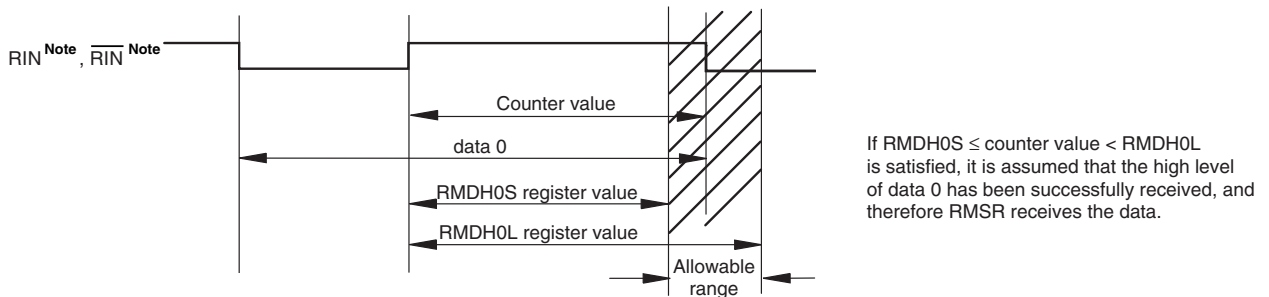 RIN Note , RIN Note
Counter value
data 0
RMDH0S register value
RMDH0L register value
Allowable
range
If RMDH0S ≤ counter value < RMDH0L
is satisfied, it is assumed that the high level
of data 0 has been successfully received, and
therefore RMSR receives the data.